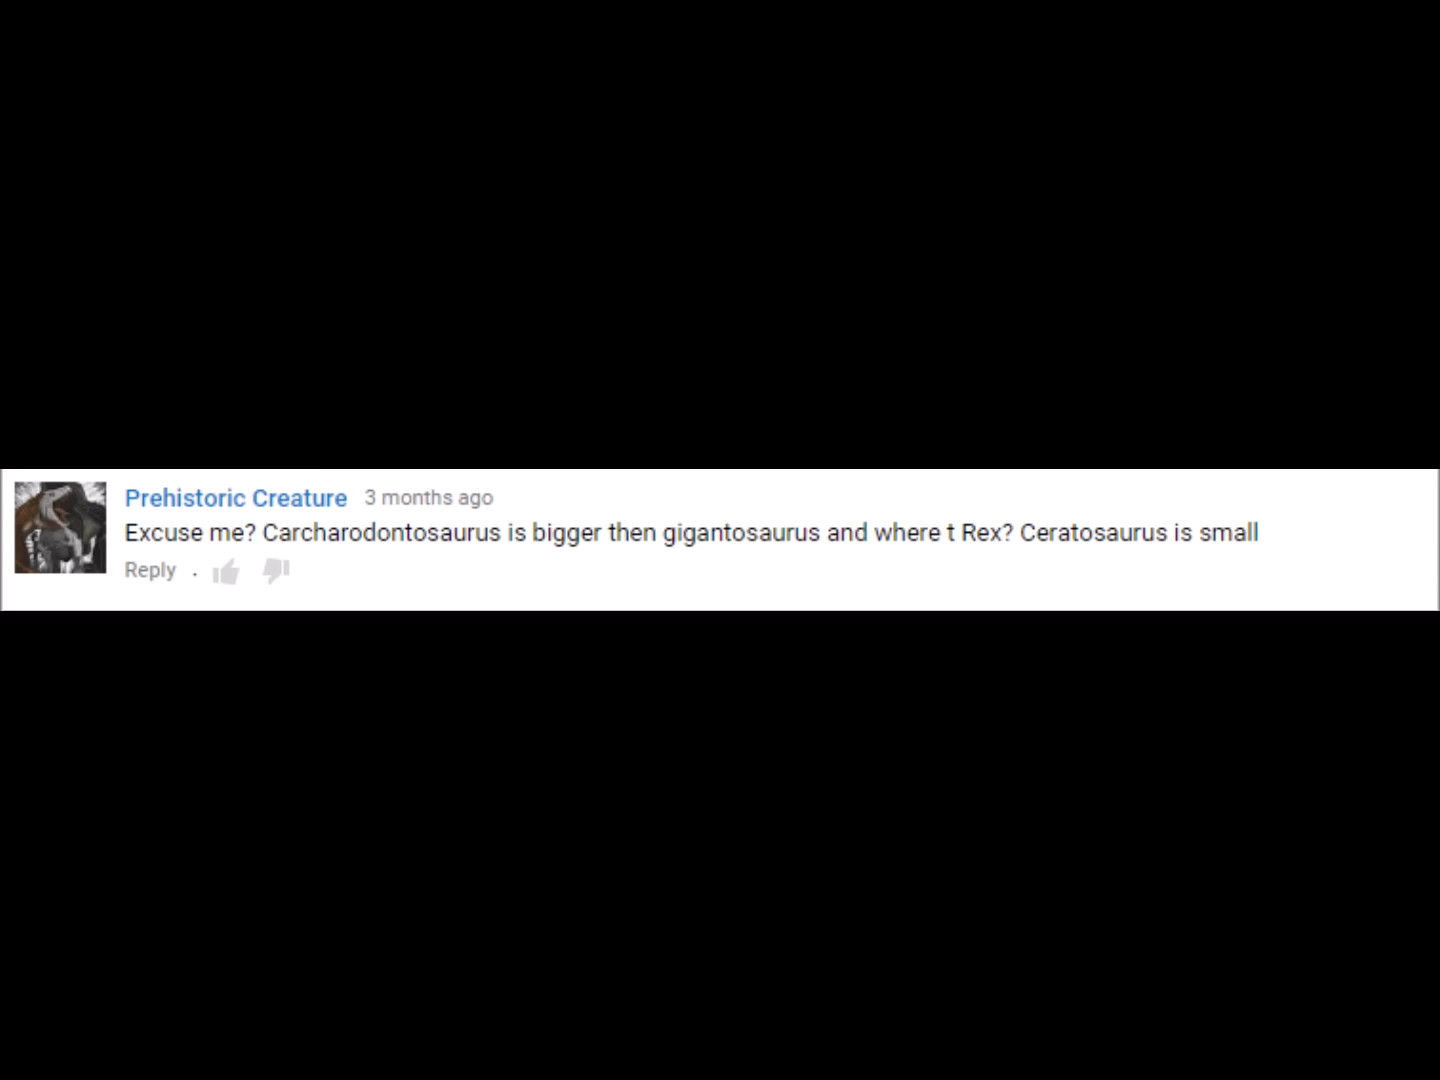 Prehistoric Creature 3 months ago
Excuse me? Carcharodontosaurus is bigger then gigantosaurus and where t Rex? Ceratosaurus is small
Reply .